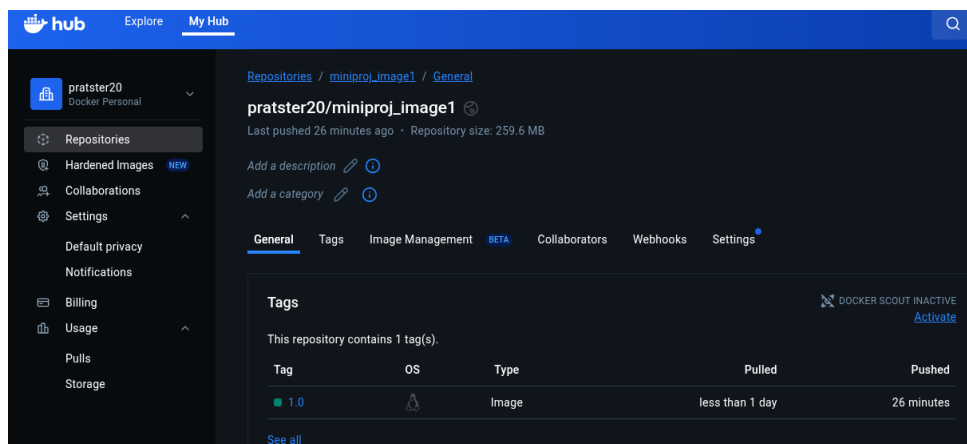 hub Explore My Hub
pratster20
Docker Personal
Repositories
Hardened Images NEW
Collaborations
Settings
Default privacy
Notifications
Billing
Usage
Pulls
Storage
Repositories / miniproj_image1 / General
pratster20/miniproj_image1
Last pushed 26 minutes ago · Repository size: 259.6 MB
Add a description
Add a category
General Tags Image Management BETA Collaborators Webhooks Settings
Tags
DOCKER SCOUT INACTIVE
Activate
This repository contains 1 tag(s).
Tag OS Type Pulled Pushed
1.0 Image less than 1 day 26 minutes
See all